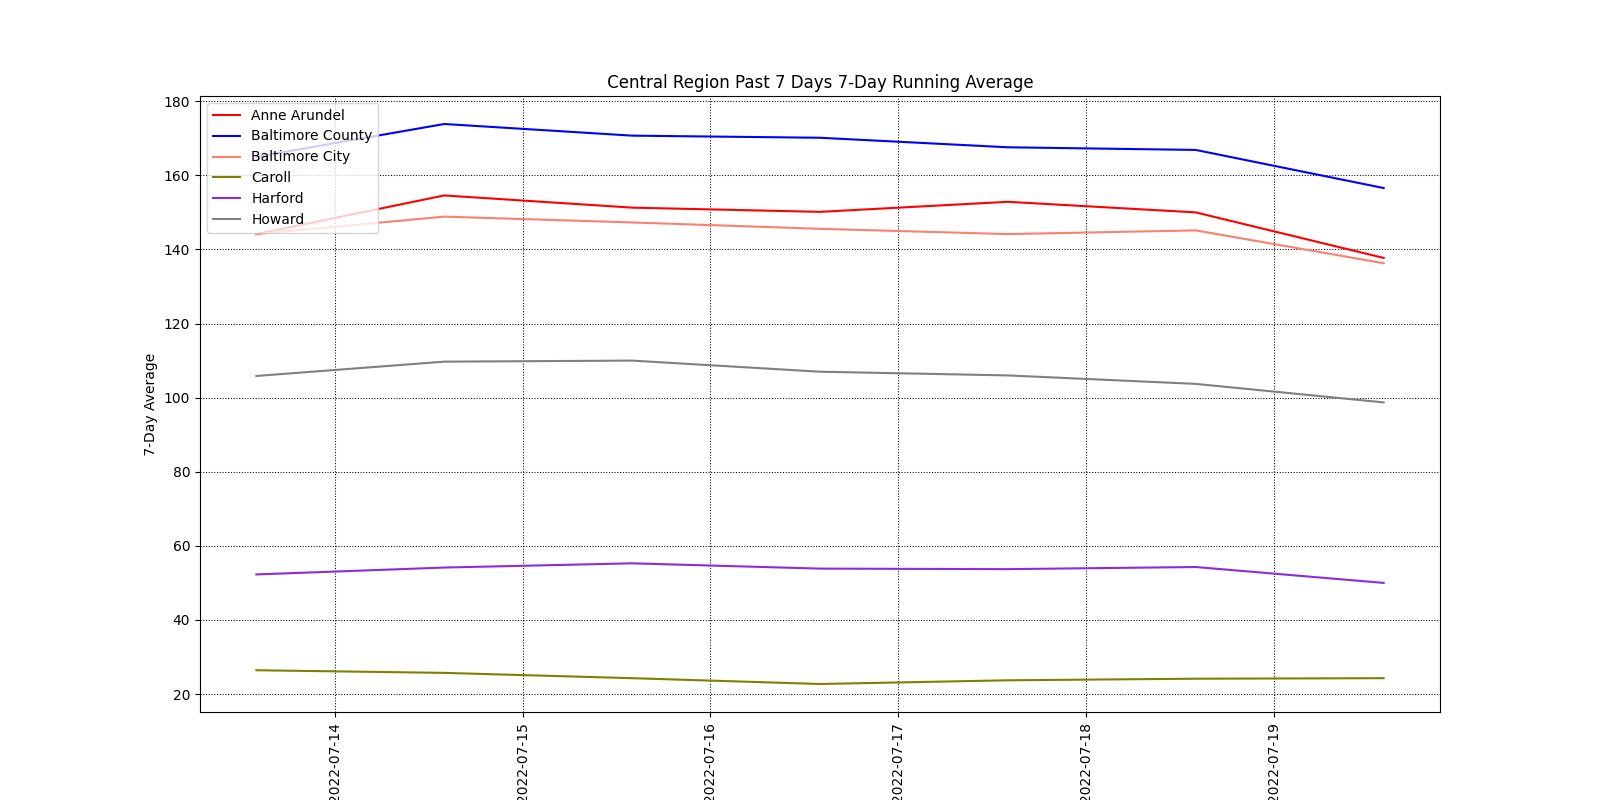 Central Region Past 7 Days 7-Day Running Average
Anne Arundel
Baltimore County
Baltimore City
Caroll
Harford
Howard
7-Day Average
180
160
140
120
100
80
60
40
20
2022-07-14
2022-07-15
2022-07-16
2022-07-17
2022-07-18
2022-07-19